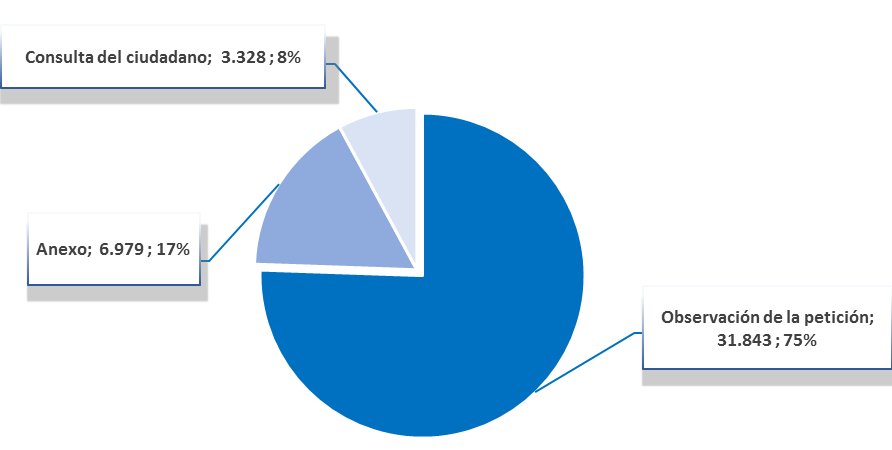 Consulta del ciudadano; 3.328 ; 8%
Anexo; 6.979 ; 17%
Observación de la petición;
31.843 ; 75%